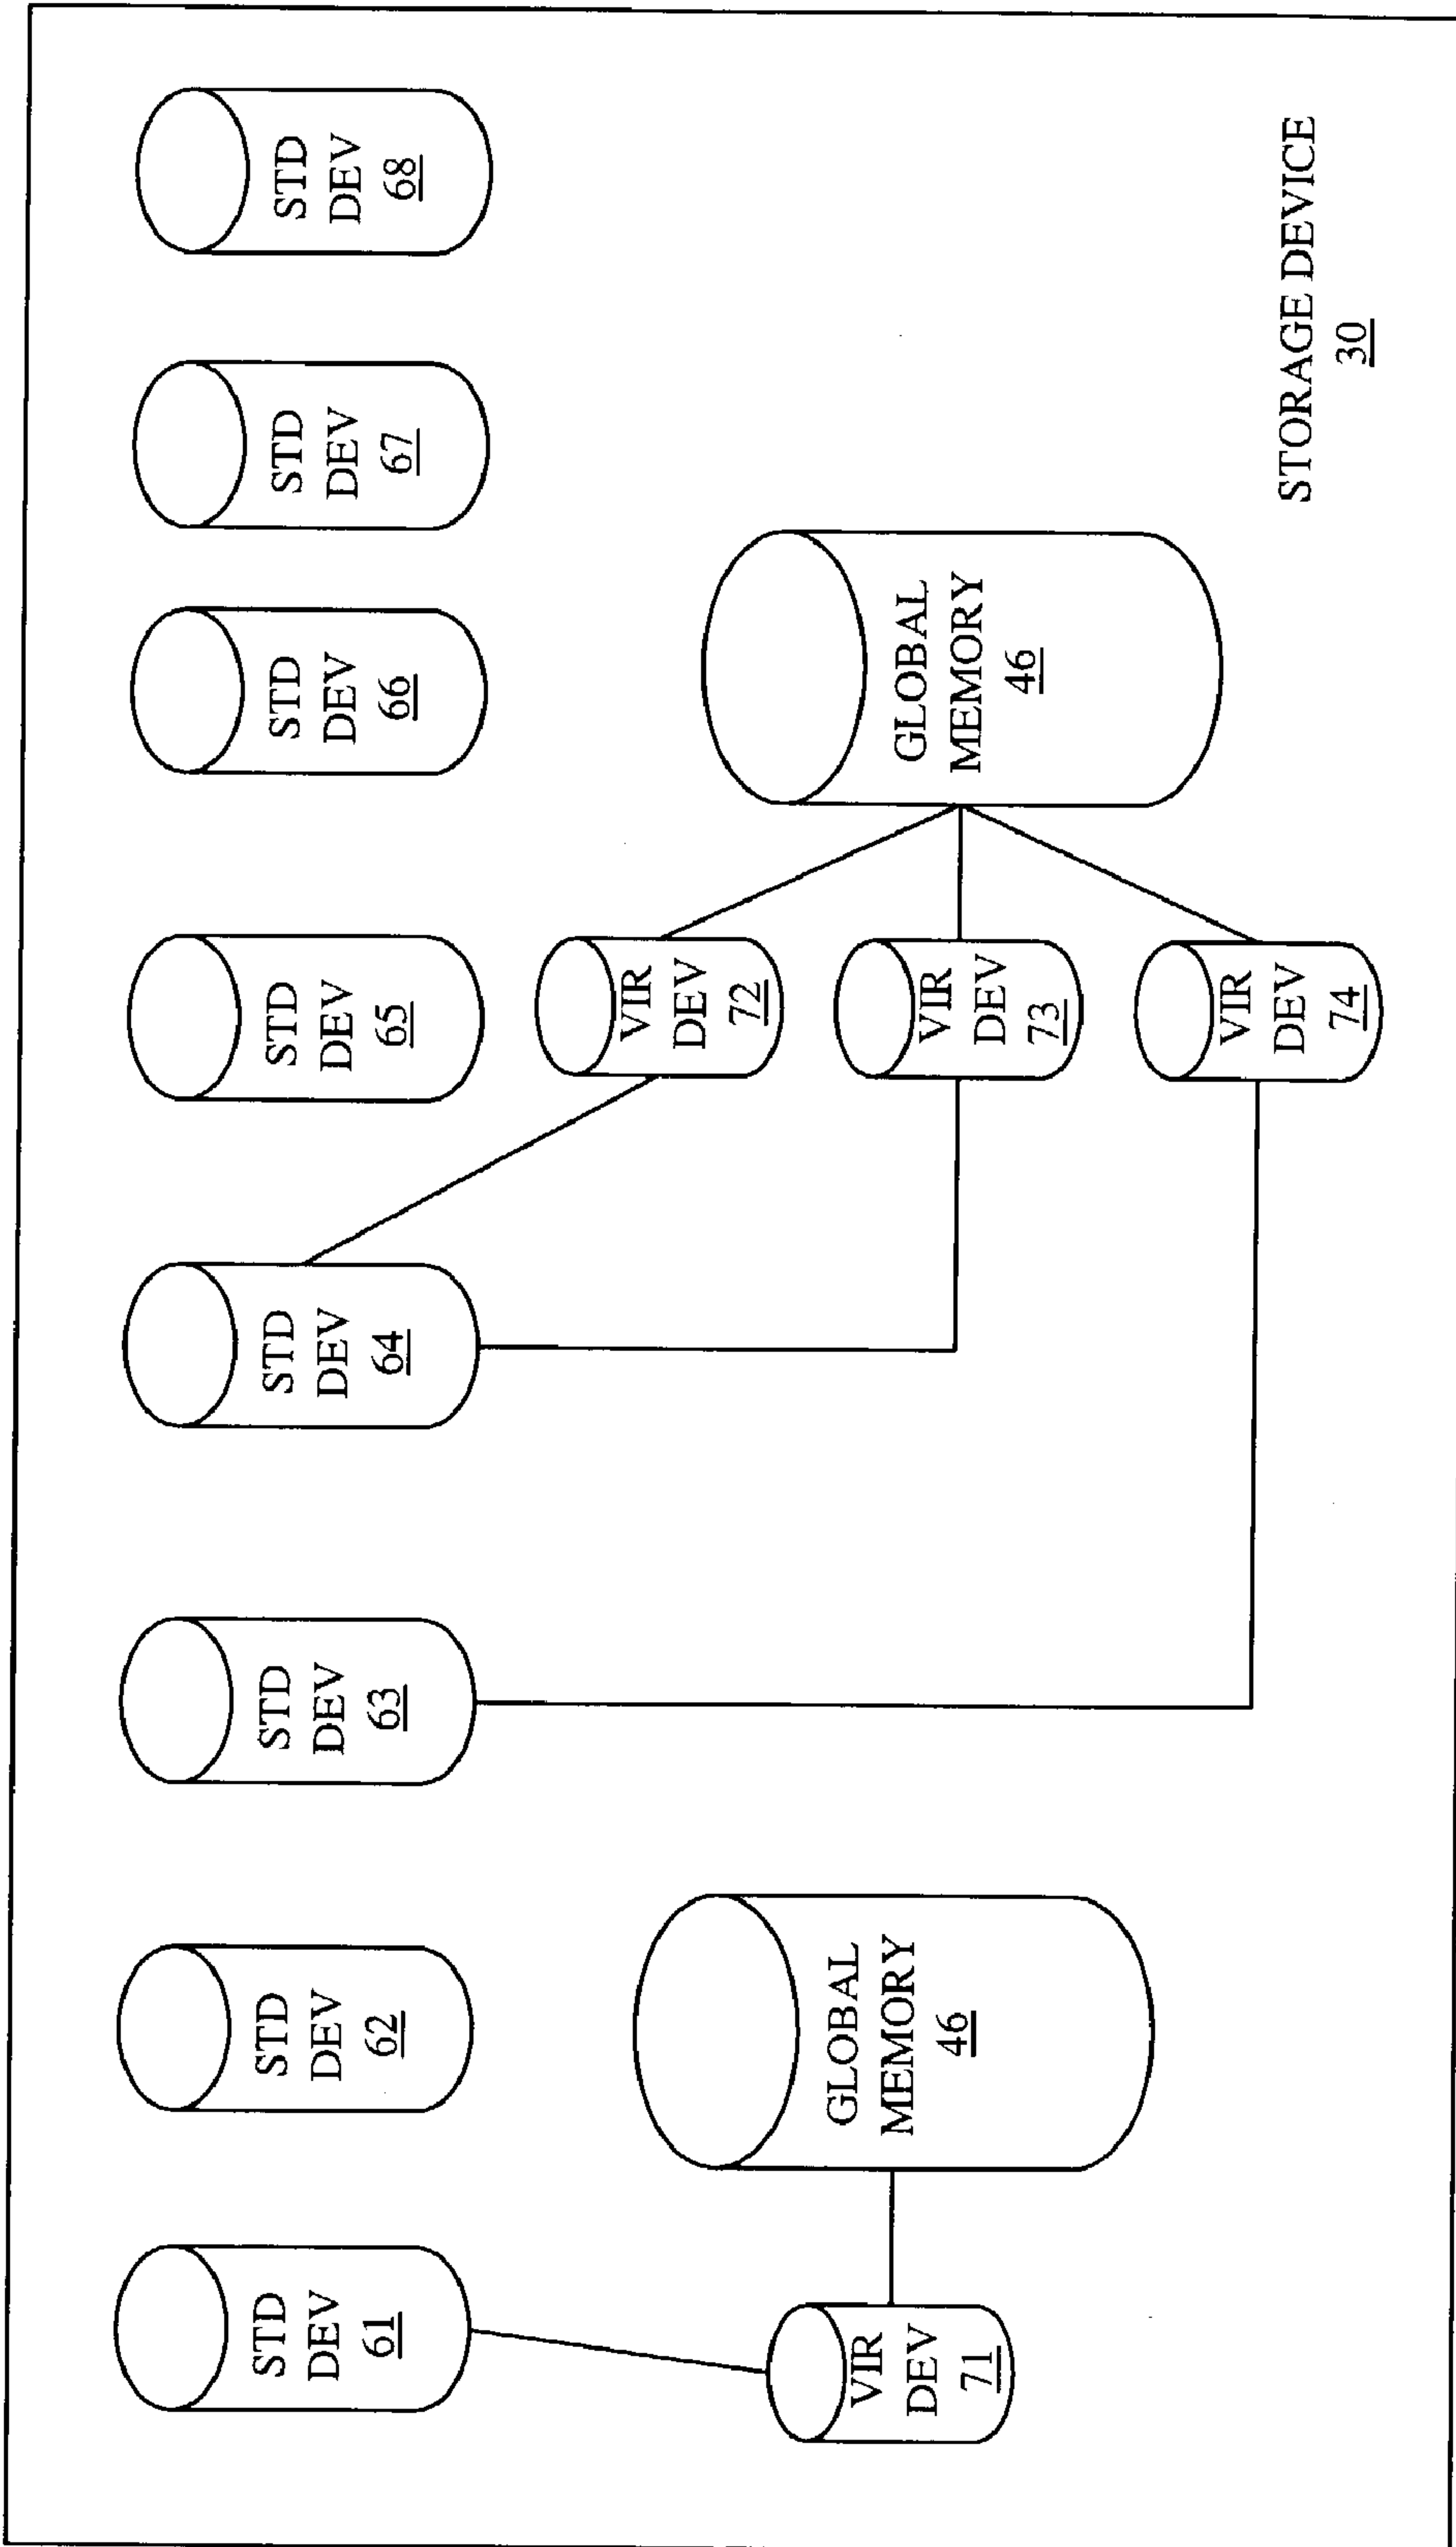 STD
DEV
61
STD
DEV
62
STD
DEV
63
STD
DEV
64
STD
DEV
65
STD
DEV
66
STD
DEV
67
STD
DEV
68
VIR
DEV
71
GLOBAL
MEMORY
46
VIR
DEV
72
VIR
DEV
73
VIR
DEV
74
GLOBAL
MEMORY
46
STORAGE DEVICE
30